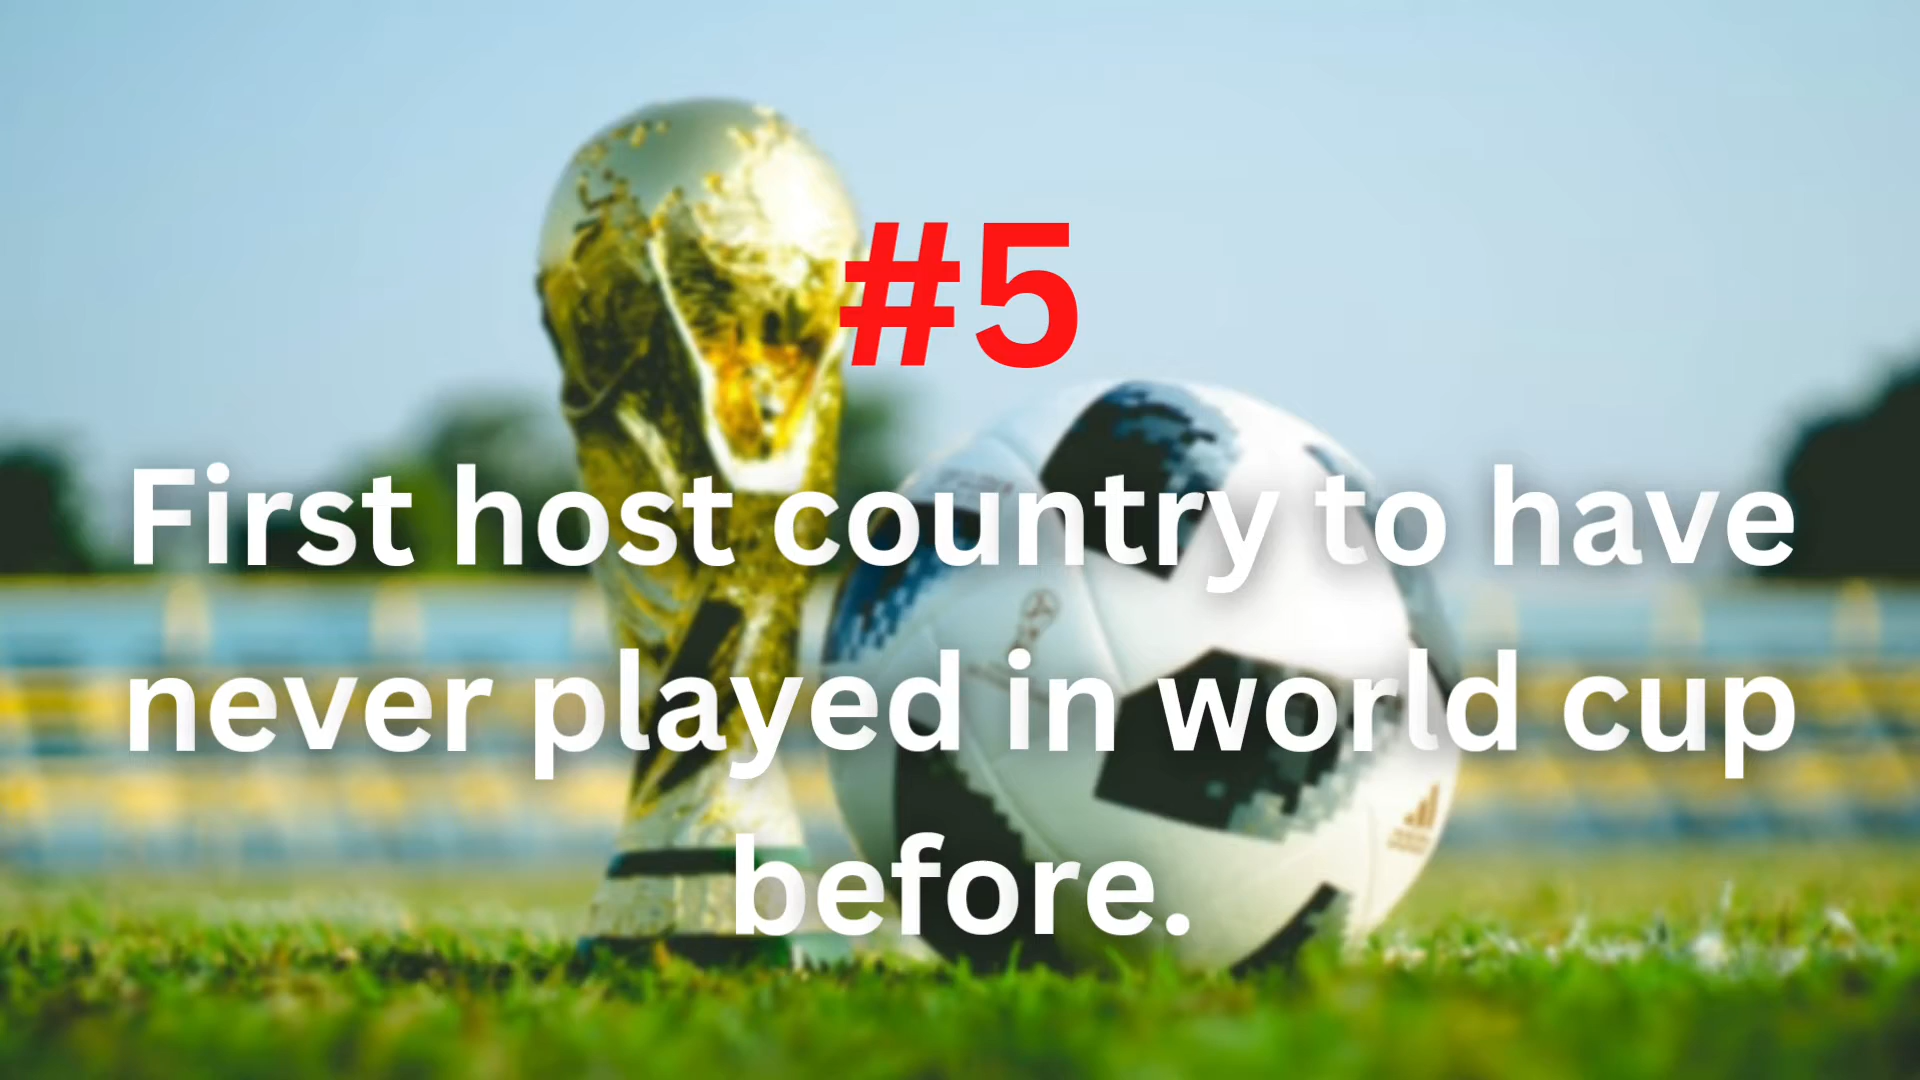 #5
First host country to have
never played in world cup
before.